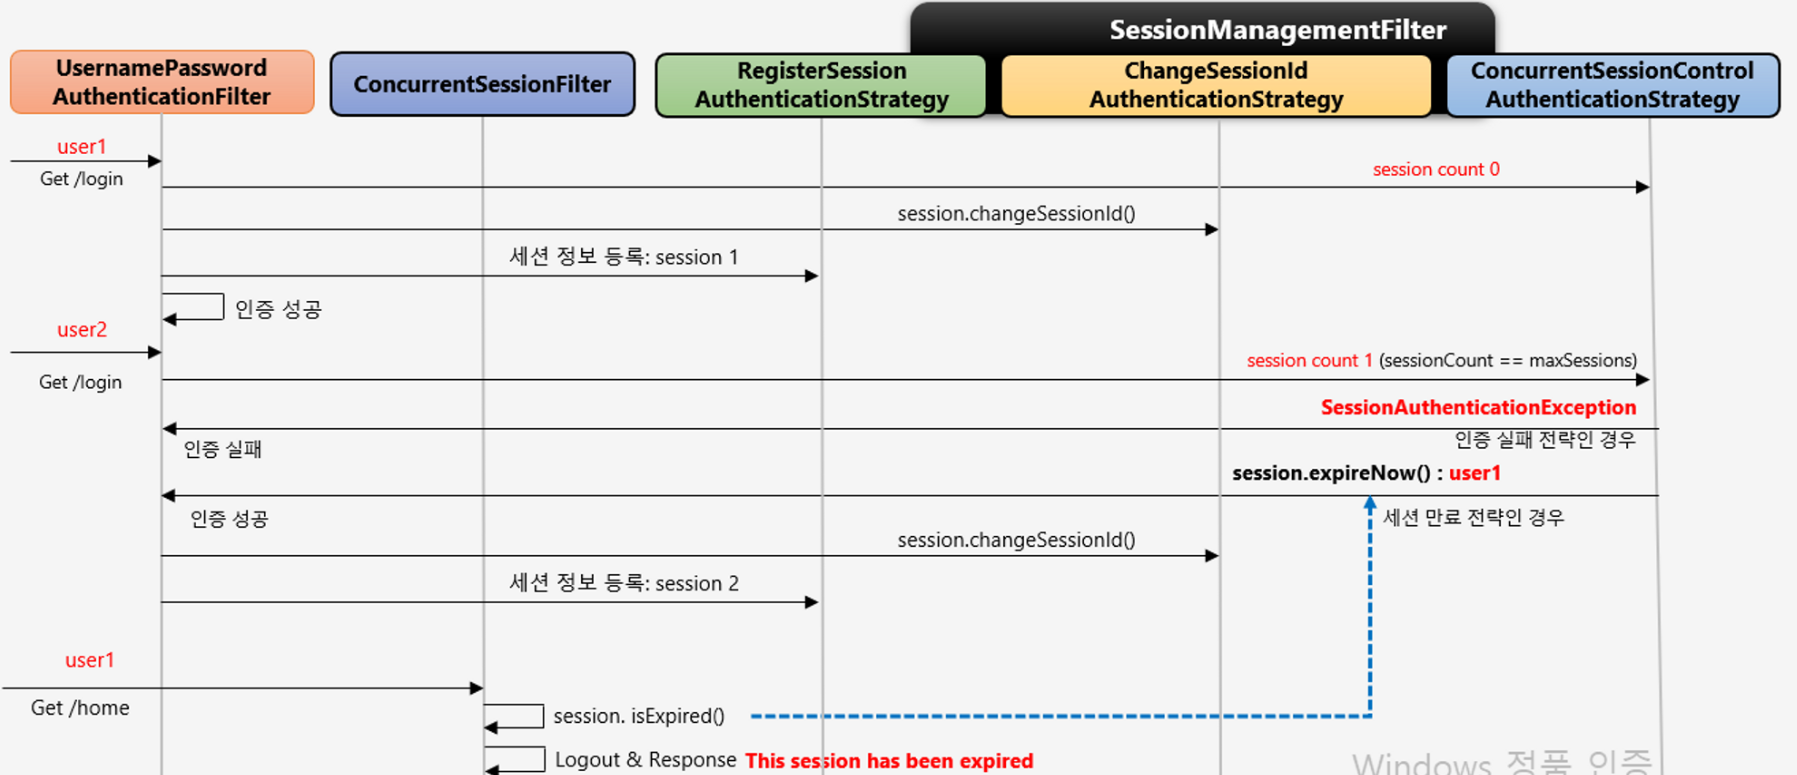 SessionManagementFilter
UsernamePassword
AuthenticationFilter
ConcurrentSessionFilter
RegisterSession
AuthenticationStrategy
ChangeSessionId
AuthenticationStrategy
ConcurrentSessionControl
AuthenticationStrategy
user1
Get /login
session count 0
session.changeSessionId()
세션 정보 등록: session 1
인증 성공
user2
Get /login
session count 1 (sessionCount == maxSessions)
SessionAuthenticationException
인증 실패
인증 실패 전략인 경우
session.expireNow() : user1
인증 성공
세션 만료 전략인 경우
session.changeSessionId()
세션 정보 등록: session 2
user1
Get /home
session. isExpired()
Logout & Response This session has been expired
Windows 정품 인증